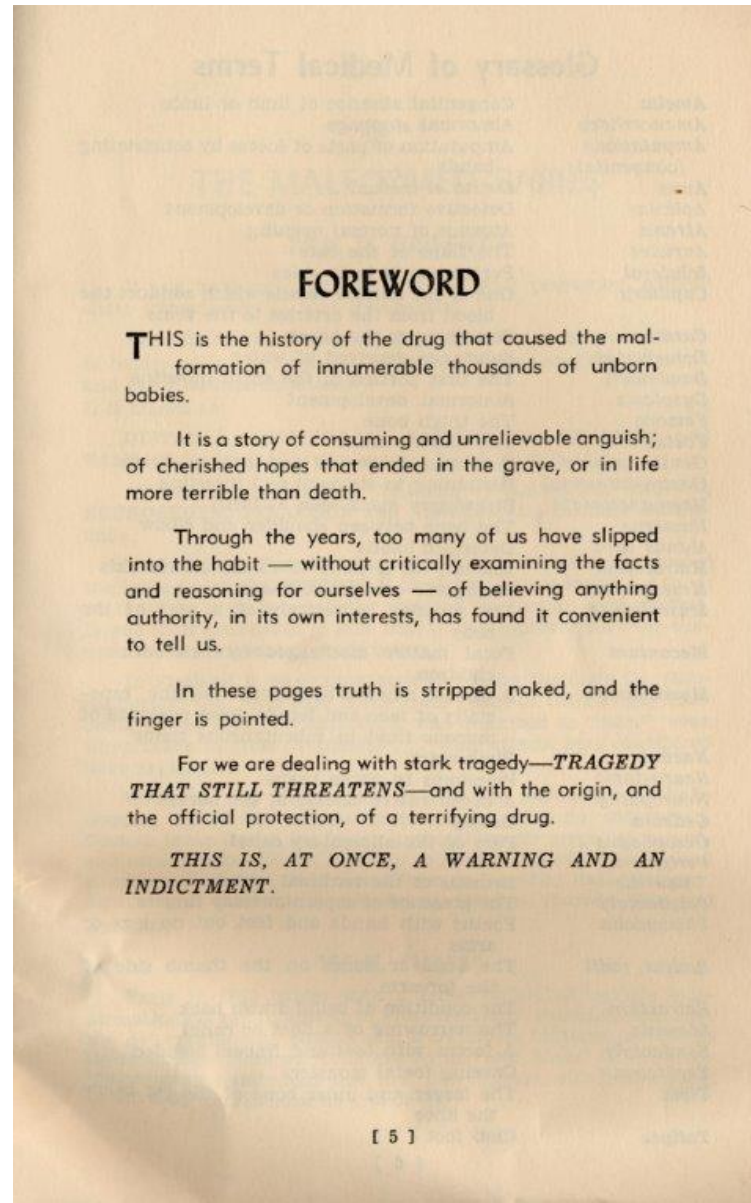 FOREWORD
THIS is the history of the drug that caused the mal-
formation of innumerable thousands of unborn
babies.
It is a story of consuming and unrelievable anguish;
of cherished hopes that ended in the grave, or in life
more terrible than death.
Through the years, too many of us have slipped
into the habit — without critically examining the facts
and reasoning for ourselves — of believing anything
authority, in its own interests, has found it convenient
to tell us.
In these pages truth is stripped naked, and the
finger is pointed.
For we are dealing with stark tragedy—TRAGEDY
THAT STILL THREATENS—and with the origin, and
the official protection, of a terrifying drug.
THIS IS, AT ONCE, A WARNING AND AN
INDICTMENT.
[ 5 ]